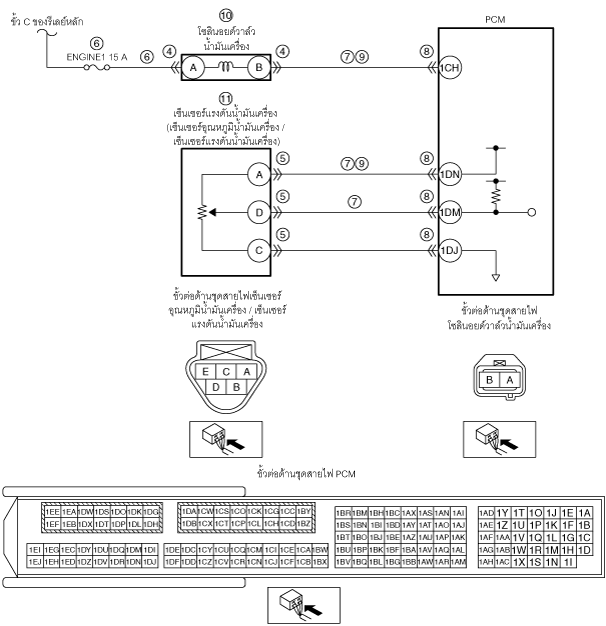 ขั้ว C ของรีเลย์หลัก
⑥
ENGINE1 15 A
⑥
④
⑩
โซลินอยด์วาล์ว
น้ำมันเครื่อง
A
B
④
⑦⑨
⑧
PCM
1CH
⑪
เซ็นเซอร์แรงดันน้ำมันเครื่อง
(เซ็นเซอร์อุณหภูมิน้ำมันเครื่อง /
เซ็นเซอร์แรงดันน้ำมันเครื่อง)
A
⑤
⑦⑨
⑧
1DN
D
⑤
⑦
⑧
1DM
C
⑤
⑧
1DJ
ขั้วต่อด้านชุดสายไฟเซ็นเซอร์
อุณหภูมิน้ำมันเครื่อง / เซ็นเซอร์
แรงดันน้ำมันเครื่อง
E C A
D B
ขั้วต่อด้านชุดสายไฟ
โซลินอยด์วาล์วน้ำมันเครื่อง
B A
ขั้วต่อด้านชุดสายไฟ PCM
1EE 1EA 1DW 1DS 1DO 1DK 1DG 1DA 1CW 1CS 1CO 1CK 1CG 1CC 1BY 1BR 1BM 1BH 1BC 1AX 1AS 1AN 1AI 1AD 1Y 1T 1O 1J 1E 1A
1EF 1EB 1DX 1DT 1DP 1DL 1DH 1DB 1CX 1CT 1CP 1CL 1CH 1CD 1BZ 1BS 1BN 1BI 1BD 1AY 1AT 1AO 1AJ 1AE 1Z 1U 1P 1K 1F 1B
1BT 1BO 1BJ 1BE 1AZ 1AU 1AP 1AK 1AF 1AA 1V 1Q 1L 1G 1C
1EI 1EG 1EC 1DY 1DU 1DQ 1DM 1DI 1DE 1DC 1CY 1CU 1CQ 1CM 1CI 1CE 1CA 1BW 1BU 1BP 1BK 1BF 1BA 1AV 1AQ 1AL 1AG 1AB 1W 1R 1M 1H 1D
1EJ 1EH 1ED 1DZ 1DV 1DR 1DN 1DJ 1DF 1DD 1CZ 1CV 1CR 1CN 1CJ 1CF 1CB 1BX 1BV 1BQ 1BL 1BG 1BB 1AW 1AR 1AM 1AH 1AC 1X 1S 1N 1I